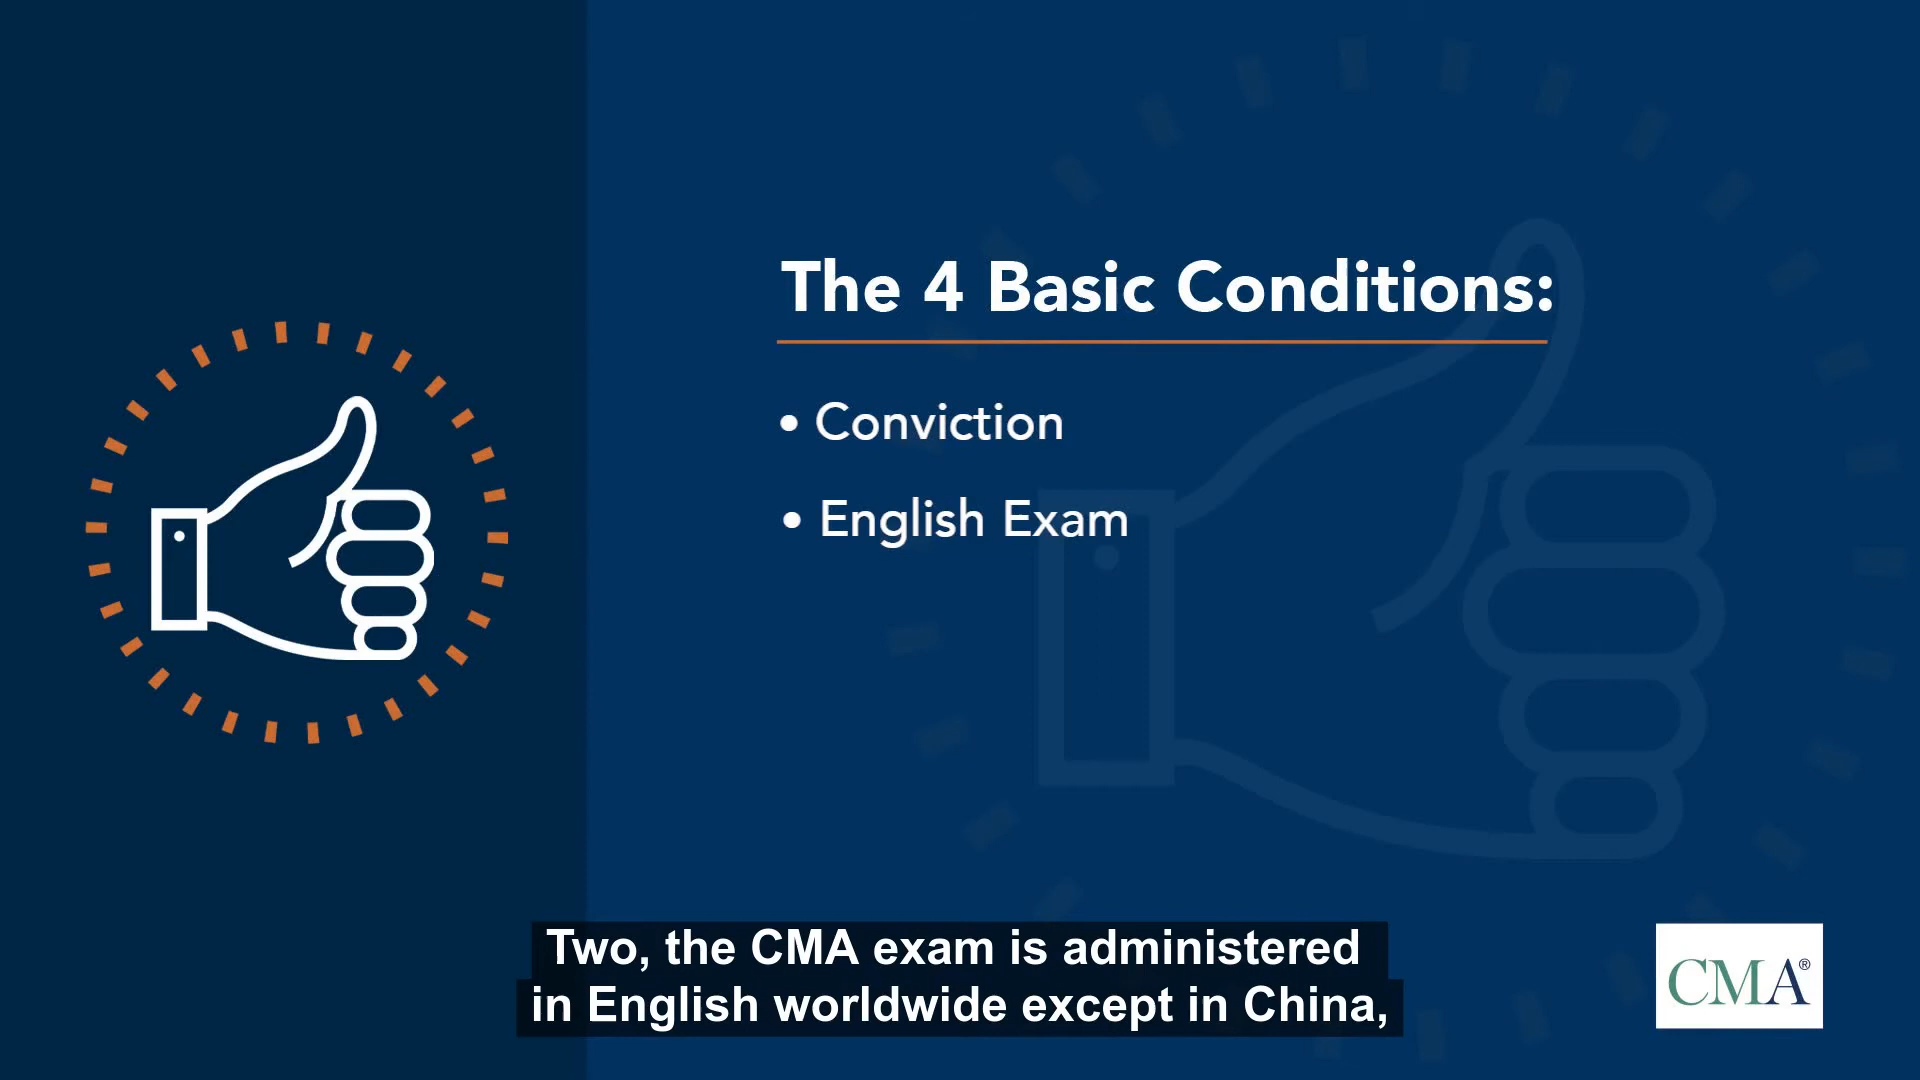 The 4 Basic Conditions:
• Conviction
• English Exam
Two, the CMA exam is administered
in English worldwide except in China,
CMA®